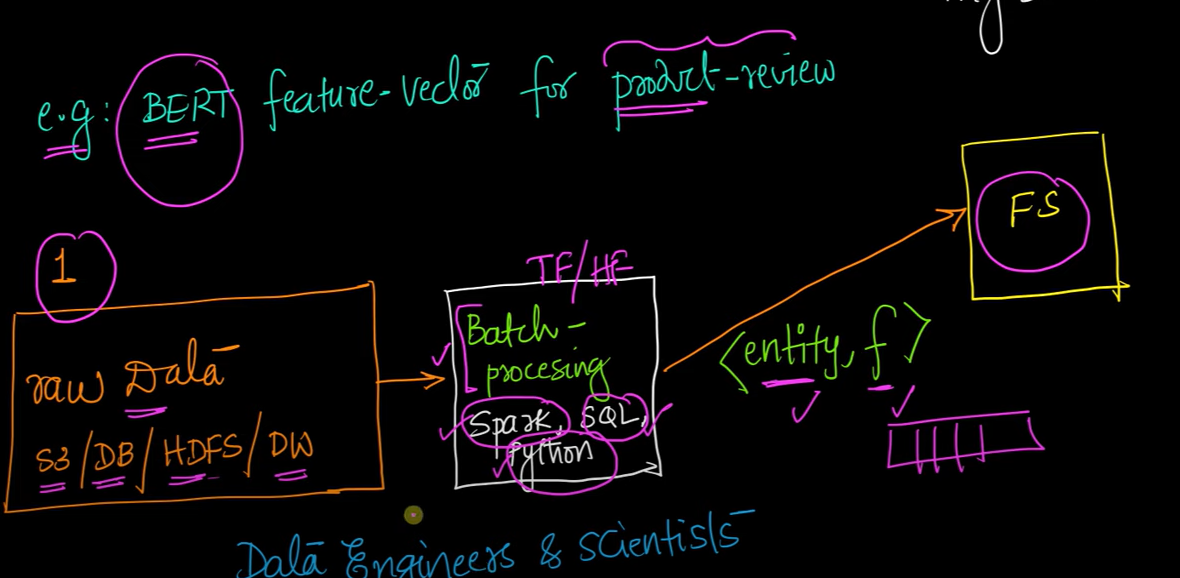 e.g: BERT feature-vector for product-review
1
FS
TF/HF
raw Data
S3/DB/HDFS/DW
Batch-
procesing
Spark, SQL,
Python
<entity, f>
Data Engineers & scientists